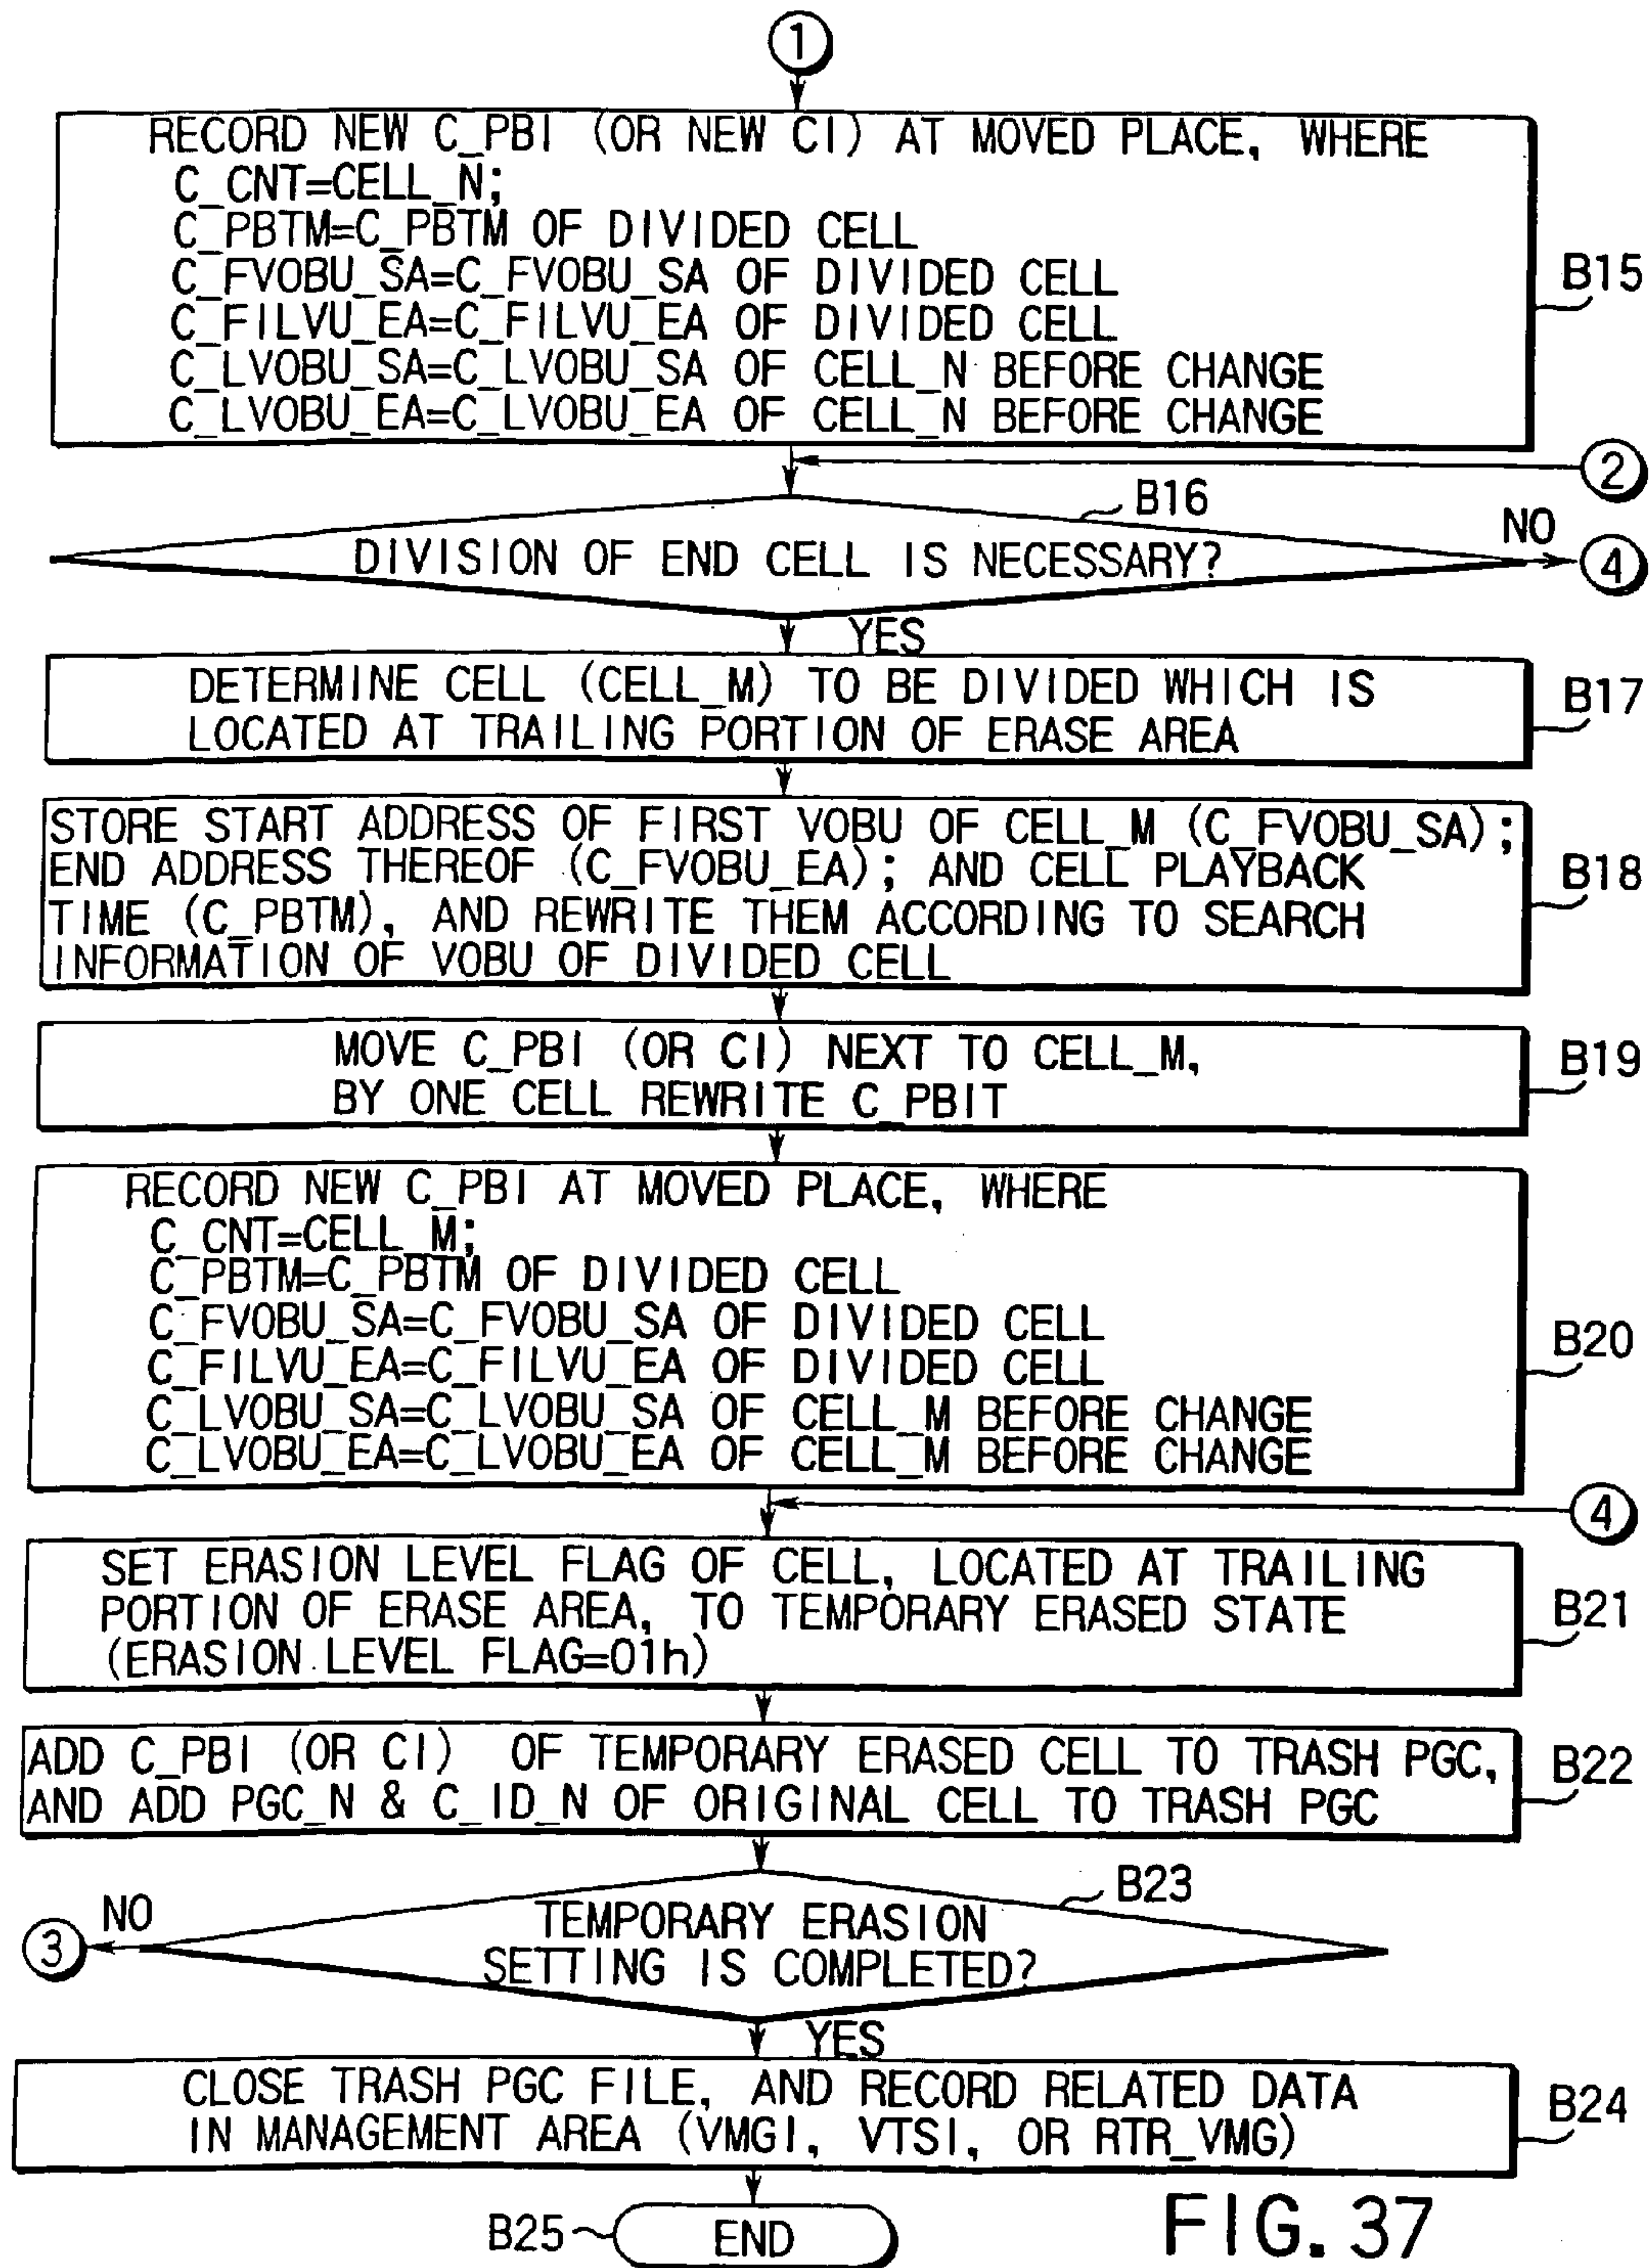 1
RECORD NEW C_PBI (OR NEW CI) AT MOVED PLACE, WHERE
C_CNT=CELL_N;
C_PBTM=C_PBTM OF DIVIDED CELL
C_FVOBU_SA=C_FVOBU_SA OF DIVIDED CELL
C_FILVU_EA=C_FILVU_EA OF DIVIDED CELL
C_LVOBU_SA=C_LVOBU_SA OF CELL_N BEFORE CHANGE
C_LVOBU_EA=C_LVOBU_EA OF CELL_N BEFORE CHANGE
B15
2
B16
DIVISION OF END CELL IS NECESSARY?
NO
4
YES
DETERMINE CELL (CELL_M) TO BE DIVIDED WHICH IS
LOCATED AT TRAILING PORTION OF ERASE AREA
B17
STORE START ADDRESS OF FIRST VOBU OF CELL_M (C_FVOBU_SA);
END ADDRESS THEREOF (C_FVOBU_EA); AND CELL PLAYBACK
TIME (C_PBTM), AND REWRITE THEM ACCORDING TO SEARCH
INFORMATION OF VOBU OF DIVIDED CELL
B18
MOVE C_PBI (OR CI) NEXT TO CELL_M,
BY ONE CELL REWRITE C_PBIT
B19
RECORD NEW C_PBI AT MOVED PLACE, WHERE
C_CNT=CELL_M;
C_PBTM=C_PBTM OF DIVIDED CELL
C_FVOBU_SA=C_FVOBU_SA OF DIVIDED CELL
C_FILVU_EA=C_FILVU_EA OF DIVIDED CELL
C_LVOBU_SA=C_LVOBU_SA OF CELL_M BEFORE CHANGE
C_LVOBU_EA=C_LVOBU_EA OF CELL_M BEFORE CHANGE
B20
4
SET ERASION LEVEL FLAG OF CELL, LOCATED AT TRAILING
PORTION OF ERASE AREA, TO TEMPORARY ERASED STATE
(ERASION LEVEL FLAG=01h)
B21
ADD C_PBI (OR CI) OF TEMPORARY ERASED CELL TO TRASH PGC,
AND ADD PGC_N & C_ID_N OF ORIGINAL CELL TO TRASH PGC
B22
B23
NO
3
TEMPORARY ERASION
SETTING IS COMPLETED?
YES
CLOSE TRASH PGC FILE, AND RECORD RELATED DATA
IN MANAGEMENT AREA (VMGI, VTSI, OR RTR_VMG)
B24
B25
END
FIG. 37